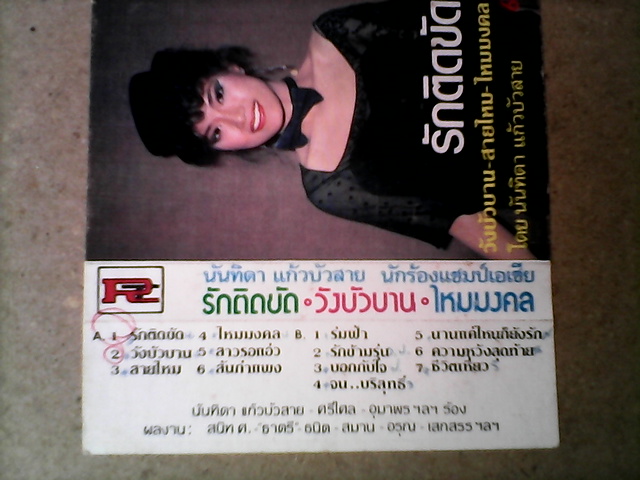 รักติดขัด
วังบัวบาน-สายไหม-ไหมมงคล
โดย นันทิดา แก้วบัวสาย
นันทิดา แก้วบัวสาย นักร้องแชมป์เอเซีย
รักติดขัด • วังบัวบาน • ไหมมงคล
A. 1 รักติดขัด 4 ไหมมงคล B. 1 ร่มฟ้า 5 นานแค่ไหนก็ยังรัก
2 วังบัวบาน 5 สาวรอแอ่ว 2 รักข้ามรุ่น 6 ความหวังสุดท้าย
3 สายไหม 6 สันกำแพง 3 บอกกับใจ 7 ชีวิตเหี่ยว
4 จน..บริสุทธิ์
นันทิดา แก้วบัวสาย - ศรีไศล - อุมาพร ฯลฯ ร้อง
ผลงาน : สนิท ศ. - "ธาตรี" - ธนิต - สมาน - อรุณ - เสกสรร ฯลฯ